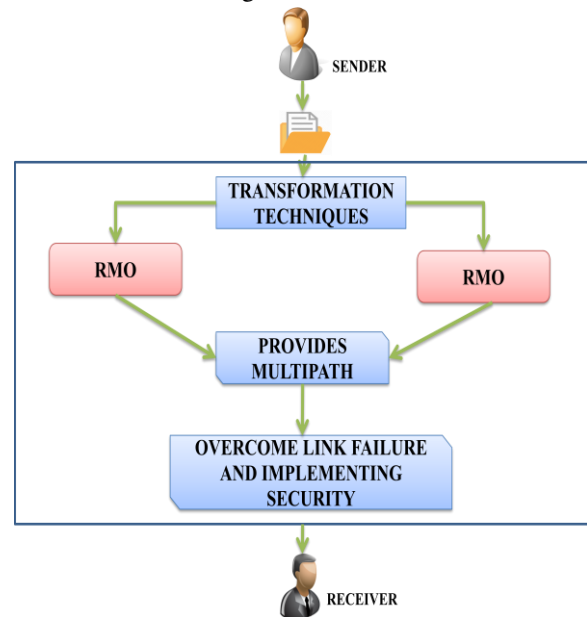 SENDER
TRANSFORMATION
TECHNIQUES
RMO
RMO
PROVIDES
MULTIPATH
OVERCOME LINK FAILURE
AND IMPLEMENTING
SECURITY
RECEIVER